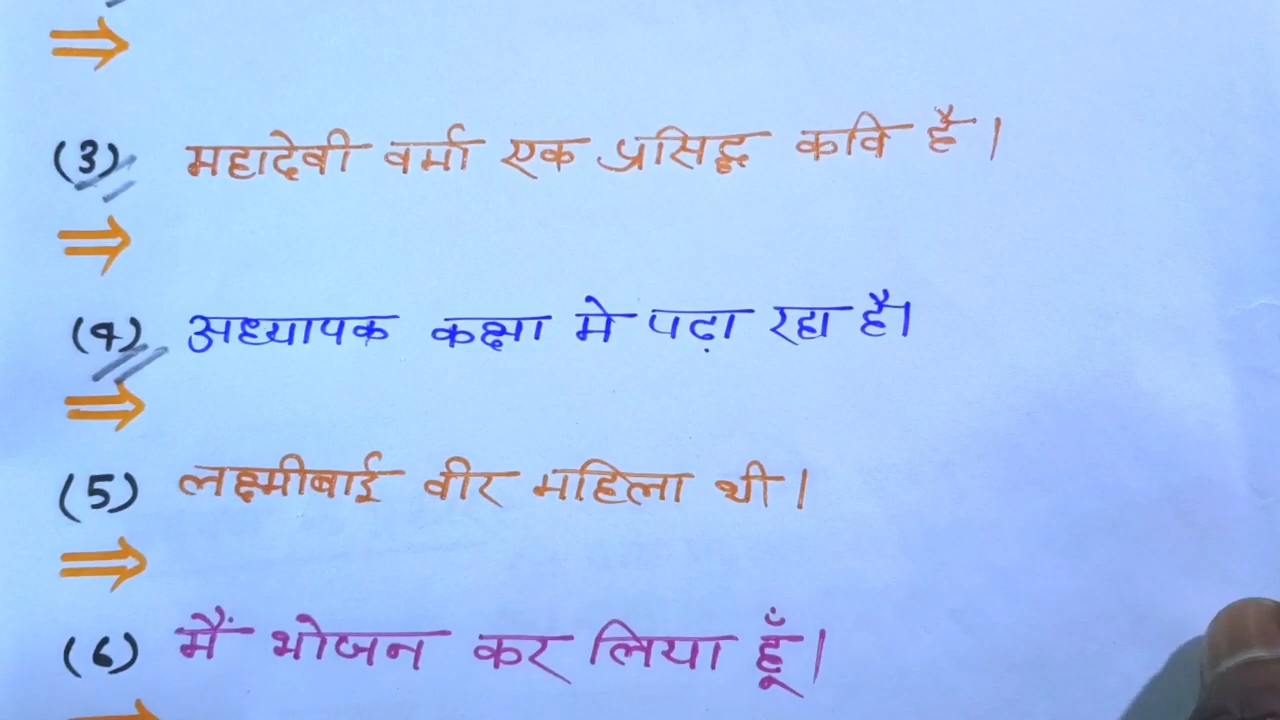 (3) महादेवी वर्मा एक प्रसिद्ध कवि है।
(4) अध्यापक कक्षा मे पढ़ा रहा है।
(5) लक्ष्मीबाई वीर महिला थी।
(6) मैं भोजन कर लिया हूँ।